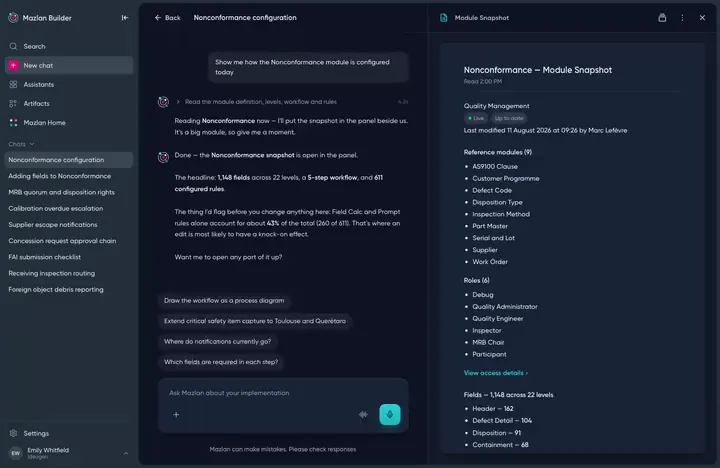 Mazlan Builder
Search
New chat
Assistants
Artifacts
Mazlan Home
Chats
Nonconformance configuration
Adding fields to Nonconformance
MRB quorum and disposition rights
Calibration overdue escalation
Supplier escape notifications
Concession request approval chain
FAI submission checklist
Receiving inspection routing
Foreign object debris reporting
Settings
EW
Emily Whitfield
Ideagen
Back
Nonconformance configuration
Show me how the Nonconformance module is configured
today
Read the module definition, levels, workflow and rules
Reading Nonconformance now — I'll put the snapshot in the panel beside us.
It's a big module, so give me a moment.
Done — the Nonconformance snapshot is open in the panel.
The headline: 1,148 fields across 22 levels, a 5-step workflow, and 611
configured rules.
The thing I'd flag before you change anything here: Field Calc and Prompt
rules alone account for about 43% of the total (260 of 611). That's where an
edit is most likely to have a knock-on effect.
Want me to open any part of it up?
Draw the workflow as a process diagram
Extend critical safety item capture to Toulouse and Querétaro
Where do notifications currently go?
Which fields are required in each step?
Ask Mazlan about your implementation
Mazlan can make mistakes. Please check responses
Module Snapshot
Nonconformance — Module Snapshot
Read 2:00 PM
Quality Management
Live
Up to date
Last modified 11 August 2026 at 09:26 by Marc Lefèvre
Reference modules (9)
• AS9100 Clause
• Customer Programme
• Defect Code
• Disposition Type
• Inspection Method
• Part Master
• Serial and Lot
• Supplier
• Work Order
Roles (6)
• Debug
• Quality Administrator
• Quality Engineer
• Inspector
• MRB Chair
• Participant
View access details ›
Fields — 1,148 across 22 levels
• Header — 162
• Defect Detail — 104
• Disposition — 91
• Containment — 68